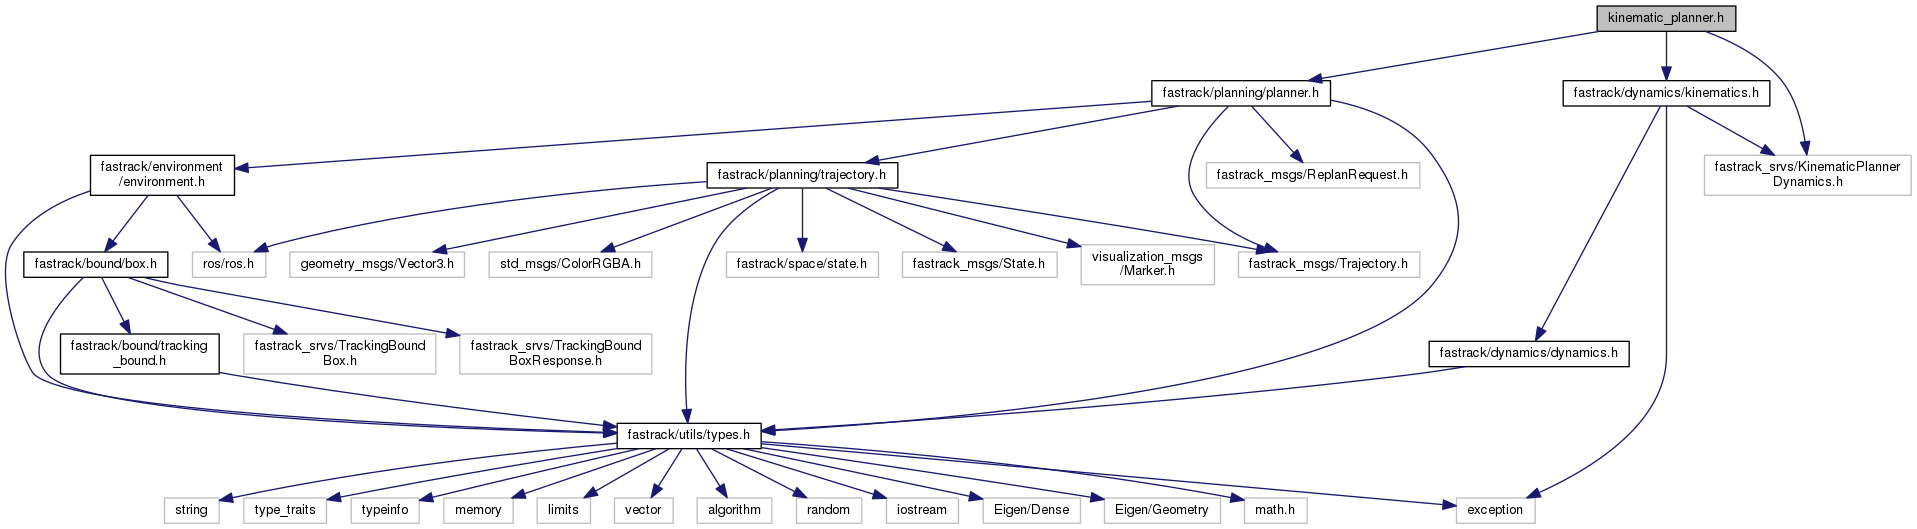 kinematic_planner.h
fastrack/planning/planner.h
fastrack/dynamics/kinematics.h
fastrack/environment
/environment.h
fastrack/planning/trajectory.h
fastrack_msgs/ReplanRequest.h
fastrack_srvs/KinematicPlanner
Dynamics.h
fastrack/bound/box.h
ros/ros.h
geometry_msgs/Vector3.h
std_msgs/ColorRGBA.h
fastrack/space/state.h
fastrack_msgs/State.h
visualization_msgs
/Marker.h
fastrack_msgs/Trajectory.h
fastrack/bound/tracking
_bound.h
fastrack_srvs/TrackingBound
Box.h
fastrack_srvs/TrackingBound
BoxResponse.h
fastrack/dynamics/dynamics.h
fastrack/utils/types.h
string
type_traits
typeinfo
memory
limits
vector
algorithm
random
iostream
Eigen/Dense
Eigen/Geometry
math.h
exception